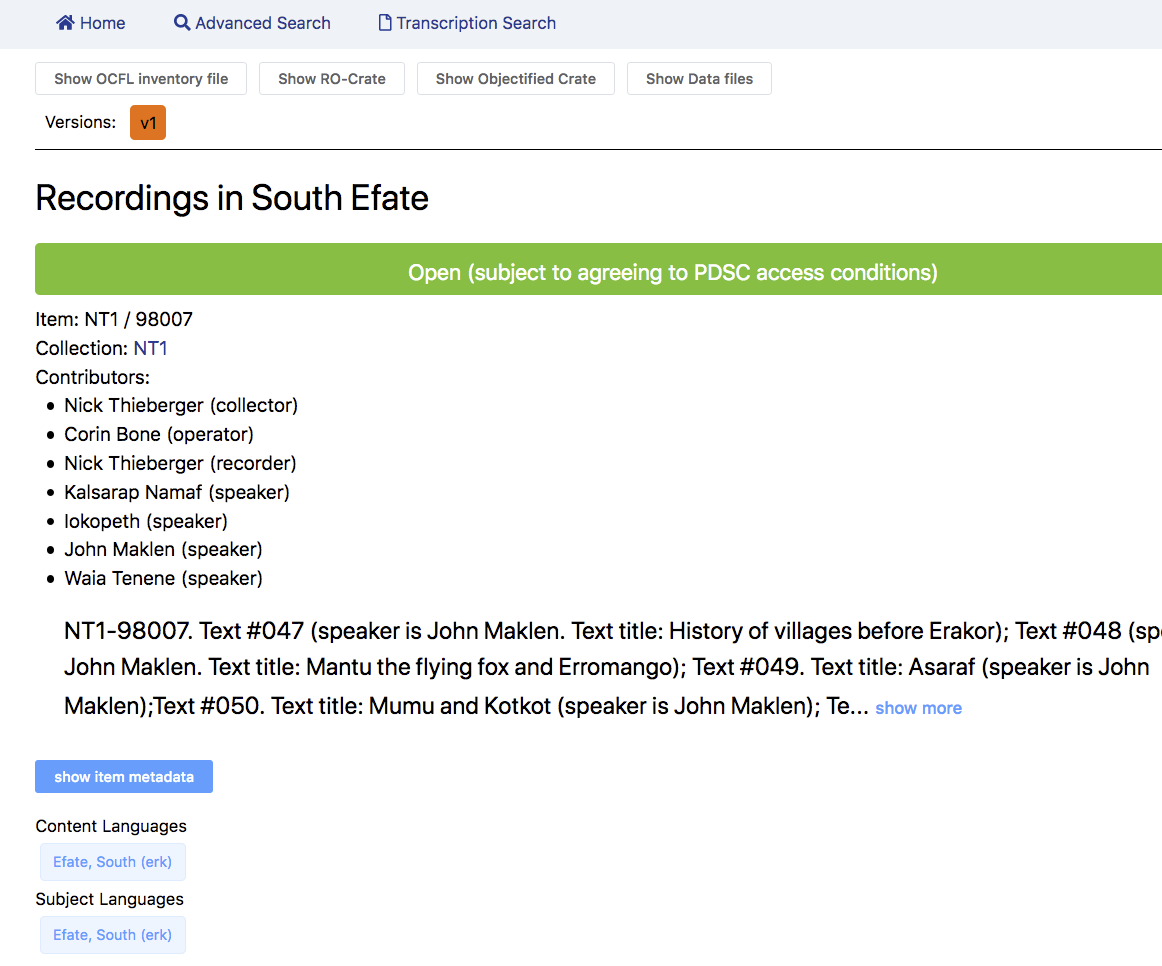 Home Advanced Search Transcription Search
Show OCFL inventory file Show RO-Crate Show Objectified Crate Show Data files
Versions: v1
Recordings in South Efate
Open (subject to agreeing to PDSC access conditions)
Item: NT1 / 98007
Collection: NT1
Contributors:
• Nick Thieberger (collector)
• Corin Bone (operator)
• Nick Thieberger (recorder)
• Kalsarap Namaf (speaker)
• Iokopeth (speaker)
• John Maklen (speaker)
• Waia Tenene (speaker)
NT1-98007. Text #047 (speaker is John Maklen. Text title: History of villages before Erakor); Text #048 (sp
John Maklen. Text title: Mantu the flying fox and Erromango); Text #049. Text title: Asaraf (speaker is John
Maklen);Text #050. Text title: Mumu and Kotkot (speaker is John Maklen); Te... show more
show item metadata
Content Languages
Efate, South (erk)
Subject Languages
Efate, South (erk)